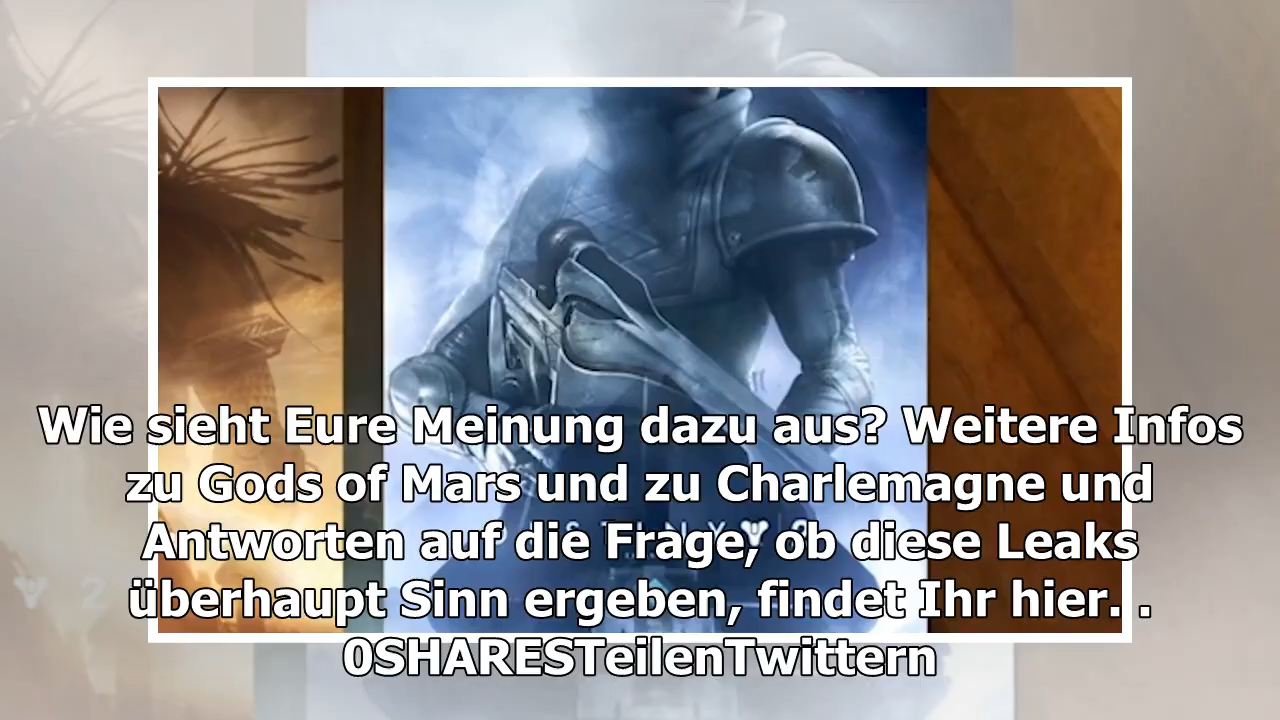 Wie sieht Eure Meinung dazu aus? Weitere Infos
zu Gods of Mars und zu Charlemagne und
Antworten auf die Frage, ob diese Leaks
überhaupt Sinn ergeben, findet Ihr hier. .
0SHARESTeilenTwittern
2